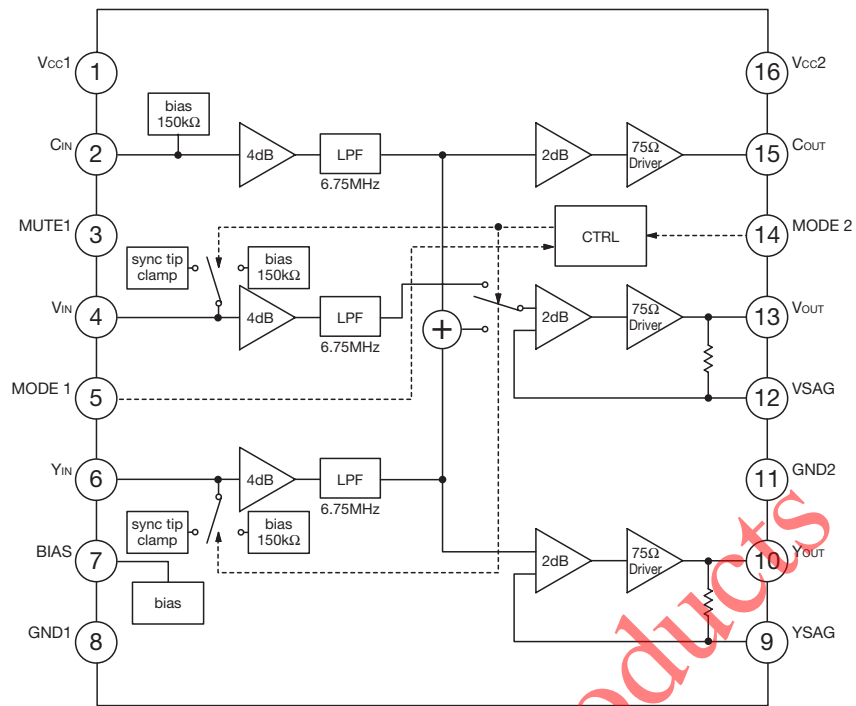 Vcc1
1
16
Vcc2
bias
150kΩ
CIN
2
4dB
LPF
6.75MHz
2dB
75Ω
Driver
15
COUT
MUTE1
3
CTRL
14
MODE 2
sync tip
clamp
bias
150kΩ
VIN
4
4dB
LPF
6.75MHz
+
2dB
75Ω
Driver
13
VOUT
MODE 1
5
12
VSAG
YIN
6
4dB
LPF
6.75MHz
11
GND2
sync tip
clamp
bias
150kΩ
BIAS
7
bias
2dB
75Ω
Driver
10
YOUT
GND1
8
9
YSAG
oducts